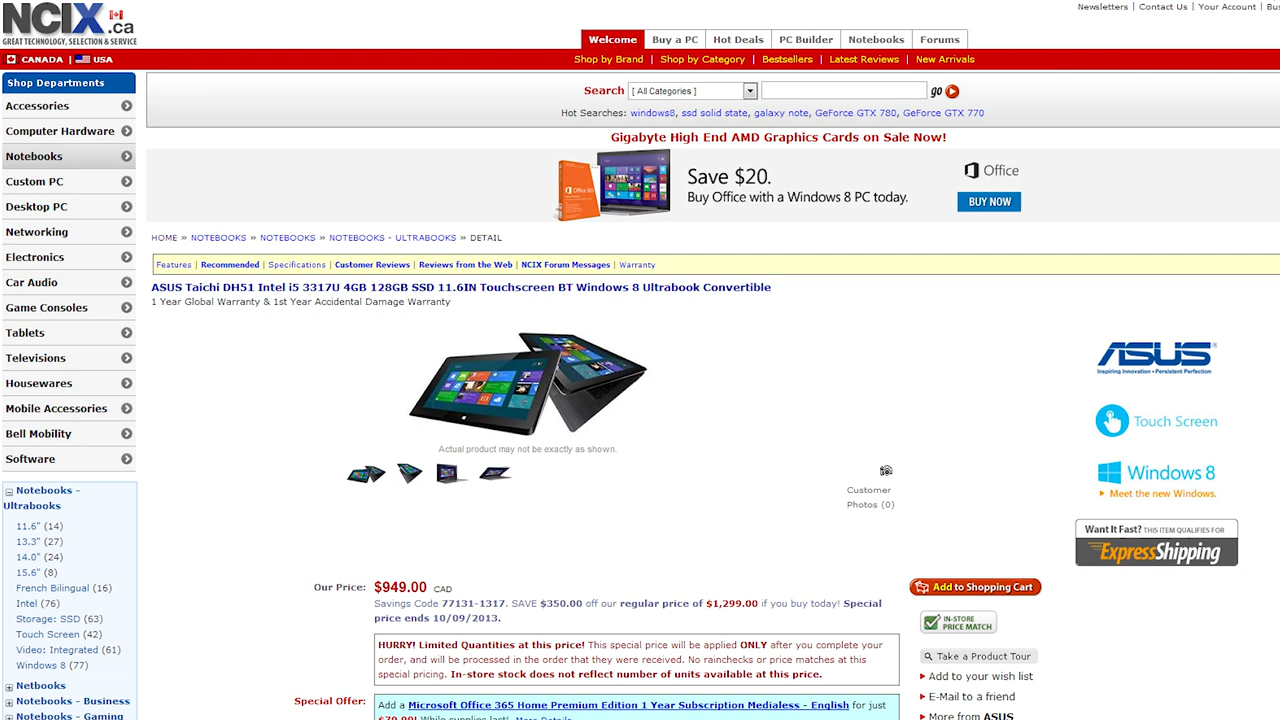 NCIX.ca
GREAT TECHNOLOGY, SELECTION & SERVICE
Newsletters | Contact Us | Your Account | Bus
Welcome Buy a PC Hot Deals PC Builder Notebooks Forums
CANADA | USA
Shop by Brand | Shop by Category | Bestsellers | Latest Reviews | New Arrivals
Shop Departments
Accessories
Computer Hardware
Notebooks
Custom PC
Desktop PC
Networking
Electronics
Car Audio
Game Consoles
Tablets
Televisions
Housewares
Mobile Accessories
Bell Mobility
Software
Notebooks -
Ultrabooks
11.6" (14)
13.3" (27)
14.0" (24)
15.6" (8)
French Bilingual (16)
Intel (76)
Storage: SSD (63)
Touch Screen (42)
Video: Integrated (61)
Windows 8 (77)
Netbooks
Notebooks - Business
Notebooks - Gaming
Search [ All Categories ] go
Hot Searches: windows8, ssd solid state, galaxy note, GeForce GTX 780, GeForce GTX 770
Gigabyte High End AMD Graphics Cards on Sale Now!
Save $20.
Buy Office with a Windows 8 PC today.
Office
BUY NOW
HOME » NOTEBOOKS » NOTEBOOKS » NOTEBOOKS - ULTRABOOKS » DETAIL
Features | Recommended | Specifications | Customer Reviews | Reviews from the Web | NCIX Forum Messages | Warranty
ASUS Taichi DH51 Intel i5 3317U 4GB 128GB SSD 11.6IN Touchscreen BT Windows 8 Ultrabook Convertible
1 Year Global Warranty & 1st Year Accidental Damage Warranty
Actual product may not be exactly as shown.
Customer
Photos (0)
ASUS
Inspiring Innovation • Persistent Perfection
Touch Screen
Windows 8
Meet the new Windows.
Want It Fast? THIS ITEM QUALIFIES FOR
ExpressShipping
Our Price: $949.00 CAD
Savings Code 77131-1317. SAVE $350.00 off our regular price of $1,299.00 if you buy today! Special
price ends 10/09/2013.
HURRY! Limited Quantities at this price! This special price will be applied ONLY after you complete your
order, and will be processed in the order that they were received. No rainchecks or price matches at this
special pricing. In-store stock does not reflect number of units available at this price.
Special Offer: Add a Microsoft Office 365 Home Premium Edition 1 Year Subscription Medialess - English for just
$79.99! While supplies last! More Details
Add to Shopping Cart
IN-STORE
PRICE MATCH
Take a Product Tour
Add to your wish list
E-Mail to a friend
More from ASUS